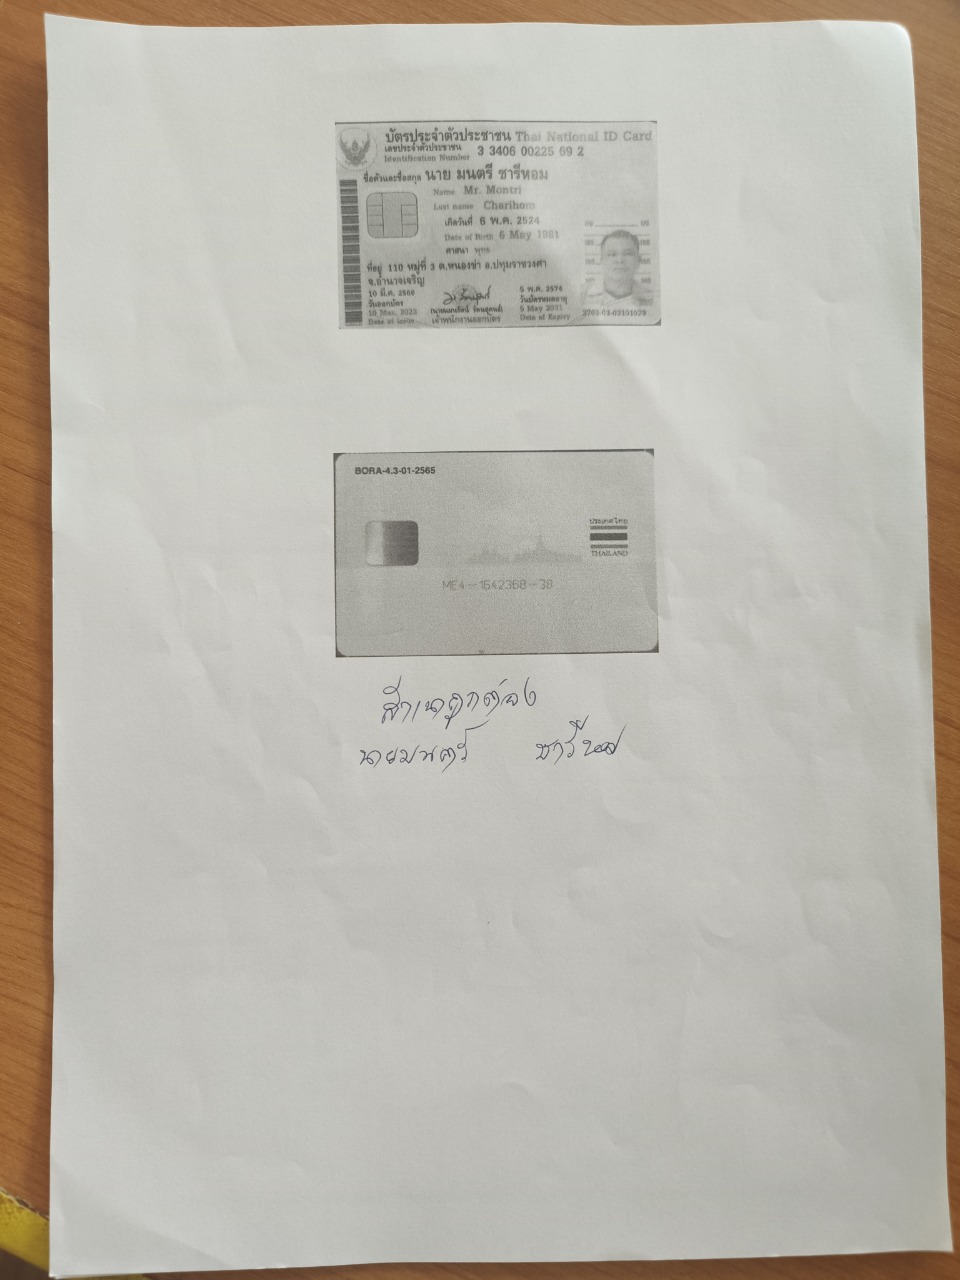 บัตรประจำตัวประชาชน Thai National ID Card
เลขประจำตัวประชาชน
Identification Number
3 3406 00225 69 2
ชื่อตัวและชื่อสกุล นาย มนตรี ชารีหอม
Name Mr. Montri
Last name Charihom
เกิดวันที่ 6 พ.ค. 2524
Date of Birth 6 May 1981
ศาสนา พุทธ
ที่อยู่ 110 หมู่ที่ 3 ต.หนองข่า อ.ปทุมราชวงศา
จ.อำนาจเจริญ
10 มี.ค. 2566
วันออกบัตร
10 Mar. 2023
Date of Issue
เจ้าพนักงานออกบัตร
5 พ.ค. 2574
วันบัตรหมดอายุ
5 May 2031
Date of Expiry
BORA-4.3-01-2565
ประเทศไทย
THAILAND
ME4-1642368-38
สำเนาถูกต้อง
นายมนตรี ชารีหอม